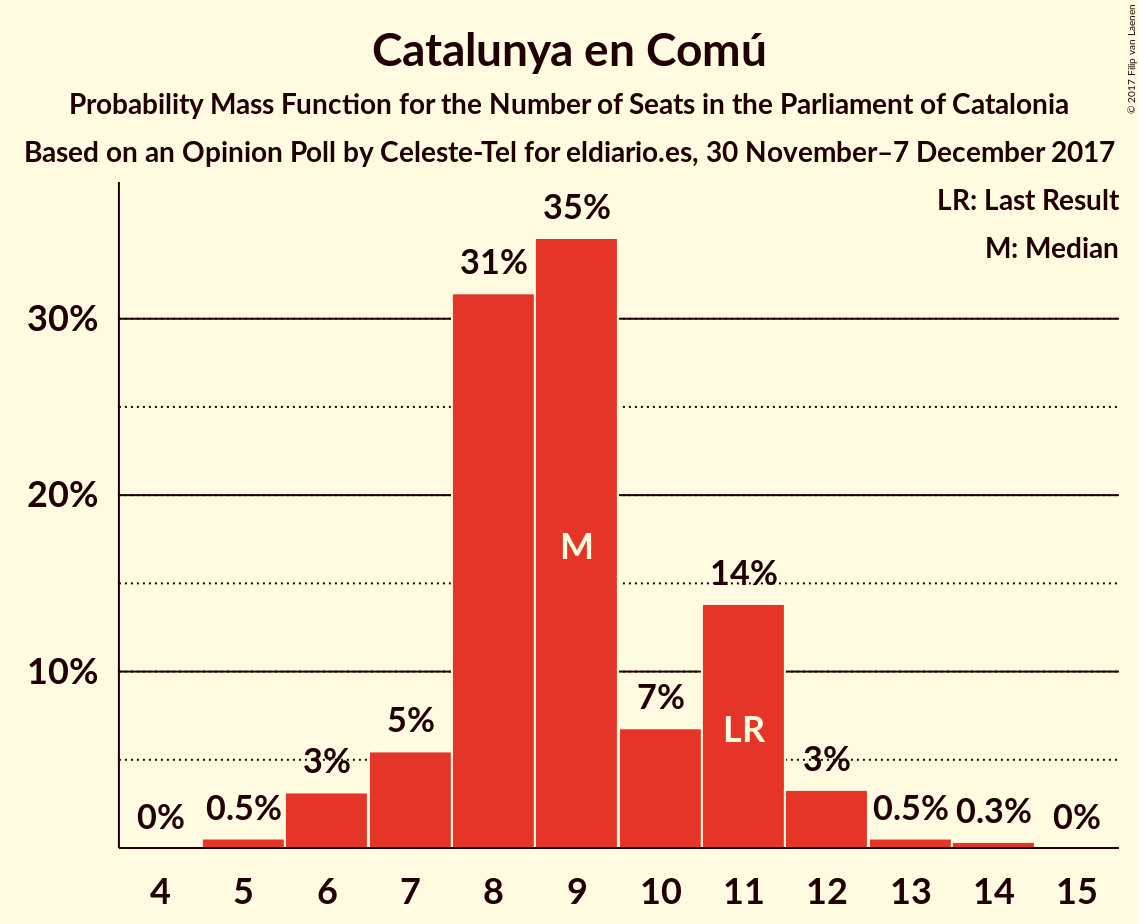 © 2017 Filip van Laenen
Catalunya en Comú
Probability Mass Function for the Number of Seats in the Parliament of Catalonia
Based on an Opinion Poll by Celeste-Tel for eldiario.es, 30 November–7 December 2017
LR: Last Result
M: Median
35%
31%
30%
20%
M
14%
10%
7%
LR
5%
3%
3%
0%
0.5%
0.5%
0.3%
0%
4 5 6 7 8 9 10 11 12 13 14 15